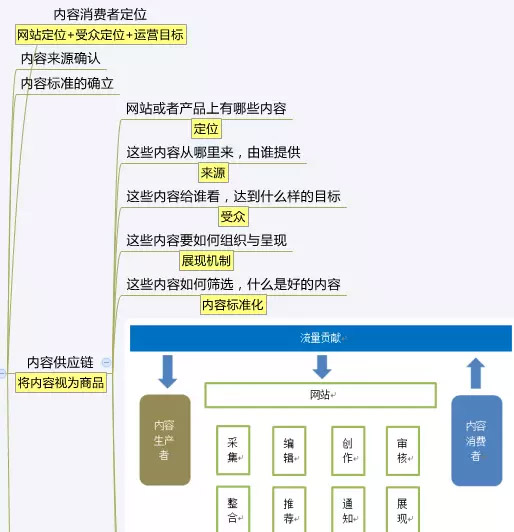 内容消费者定位
网站定位+受众定位+运营目标
内容来源确认
内容标准的确立
网站或者产品上有哪些内容
定位
这些内容从哪里来，由谁提供
来源
这些内容给谁看，达到什么样的目标
受众
这些内容要如何组织与呈现
展现机制
这些内容如何筛选，什么是好的内容
内容标准化
内容供应链
将内容视为商品
流量贡献
网站
内容
生产
者
内容
消费
者
采
集
编
辑
创
作
审
核
整
合
推
荐
通
知
展
现